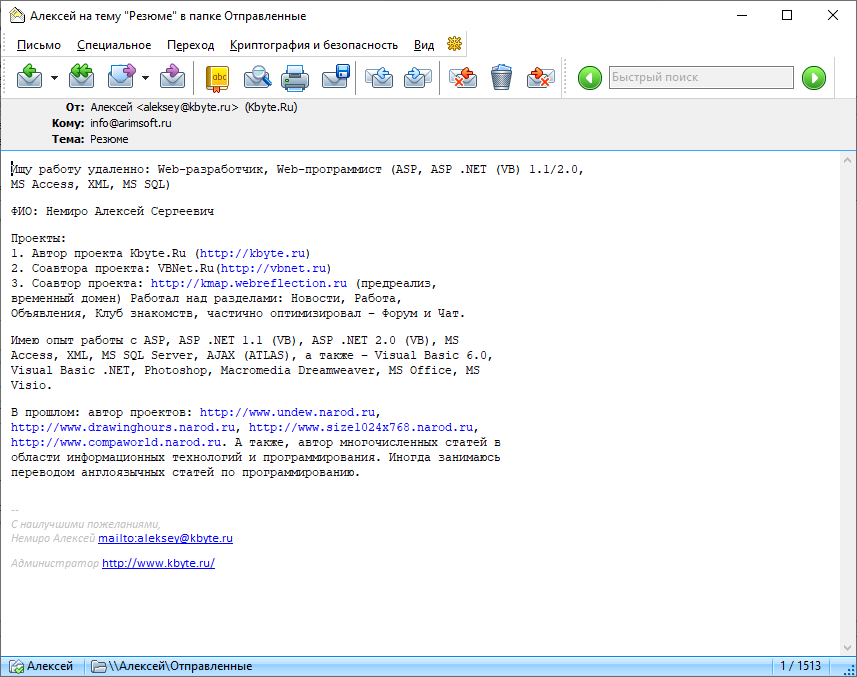 Алексей на тему "Резюме" в папке Отправленные
Письмо Специальное Переход Криптография и безопасность Вид
abc
Быстрый поиск
От: Алексей <aleksey@kbyte.ru> (Kbyte.Ru)
Кому: info@arimsoft.ru
Тема: Резюме
Ищу работу удаленно: Web-разработчик, Web-программист (ASP, ASP .NET (VB) 1.1/2.0,
MS Access, XML, MS SQL)
ФИО: Немиро Алексей Сергеевич
Проекты:
1. Автор проекта Kbyte.Ru (http://kbyte.ru)
2. Соавтора проекта: VBNet.Ru(http://vbnet.ru)
3. Соавтор проекта: http://kmap.webreflection.ru (предреализ,
временный домен) Работал над разделами: Новости, Работа,
Объявления, Клуб знакомств, частично оптимизировал – Форум и Чат.
Имею опыт работы с ASP, ASP .NET 1.1 (VB), ASP .NET 2.0 (VB), MS
Access, XML, MS SQL Server, AJAX (ATLAS), а также – Visual Basic 6.0,
Visual Basic .NET, Photoshop, Macromedia Dreamweaver, MS Office, MS
Visio.
В прошлом: автор проектов: http://www.undew.narod.ru,
http://www.drawinghours.narod.ru, http://www.size1024x768.narod.ru,
http://www.compaworld.narod.ru. А также, автор многочисленных статей в
области информационных технологий и программирования. Иногда занимаюсь
переводом англоязычных статей по программированию.
--
С наилучшими пожеланиями,
Немиро Алексей mailto:aleksey@kbyte.ru
Администратор http://www.kbyte.ru/
Алексей \\Алексей\Отправленные 1 / 1513